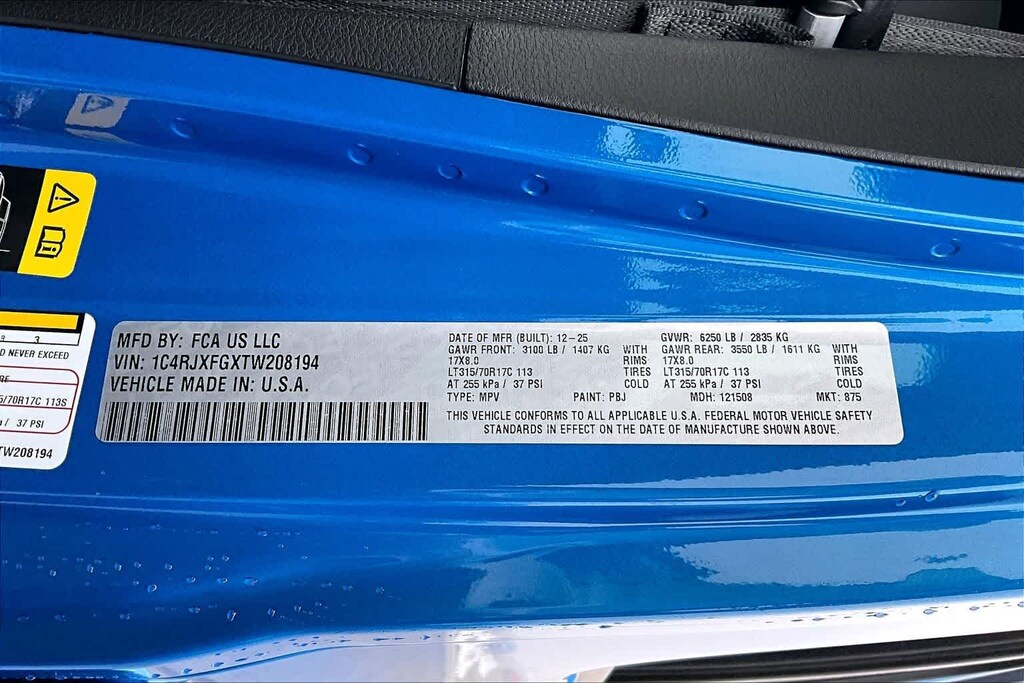 MFD BY: FCA US LLC
VIN: 1C4RJXFGXTW208194
VEHICLE MADE IN: U.S.A.
DATE OF MFR (BUILT): 12-25 GVWR: 6250 LB / 2835 KG
GAWR FRONT: 3100 LB / 1407 KG WITH GAWR REAR: 3550 LB / 1611 KG WITH
17X8.0 RIMS 17X8.0 RIMS
LT315/70R17C 113 TIRES LT315/70R17C 113 TIRES
AT 255 kPa / 37 PSI COLD AT 255 kPa / 37 PSI COLD
TYPE: MPV PAINT: PBJ MDH: 121508 MKT: 875
THIS VEHICLE CONFORMS TO ALL APPLICABLE U.S.A. FEDERAL MOTOR VEHICLE SAFETY
STANDARDS IN EFFECT ON THE DATE OF MANUFACTURE SHOWN ABOVE.
3
D NEVER EXCEED
/70R17C 113S
/ 37 PSI
TW208194